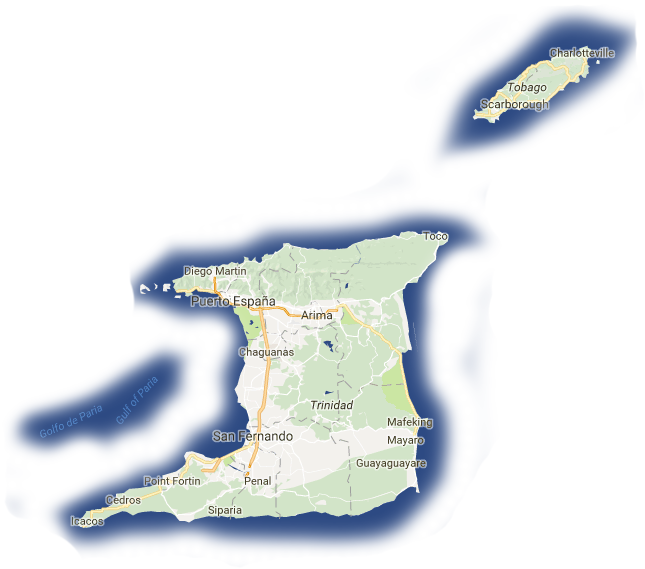 Charlotteville
Tobago
Scarborough
Toco
Diego Martin
Puerto España
Arima
Chaguanas
Golfo de Paria
Gulf of Paria
Trinidad
Mafeking
San Fernando
Mayaro
Guayaguayare
Point Fortin
Penal
Cedros
Siparia
Icacos